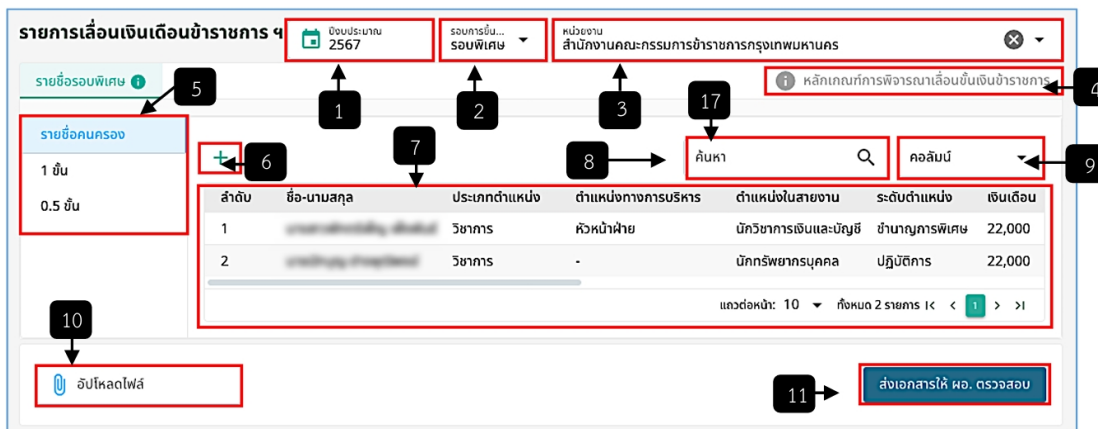 รายการเลื่อนเงินเดือนข้าราชการ ฯ
ปีงบประมาณ
2567
รอบการขึ้น...
รอบพิเศษ
หน่วยงาน
สำนักงานคณะกรรมการข้าราชการกรุงเทพมหานคร
1
2
3
รายชื่อรอบพิเศษ
5
หลักเกณฑ์การพิจารณาเลื่อนขั้นเงินข้าราชการ
4
17
รายชื่อคนครอง
1 ขั้น
0.5 ขั้น
6
7
8
ค้นหา
คอลัมน์
9
ลำดับ ชื่อ-นามสกุล ประเภทตำแหน่ง ตำแหน่งทางการบริหาร ตำแหน่งในสายงาน ระดับตำแหน่ง เงินเดือน
1 วิชาการ หัวหน้าฝ่าย นักวิชาการเงินและบัญชี ชำนาญการพิเศษ 22,000
2 วิชาการ - นักทรัพยากรบุคคล ปฏิบัติการ 22,000
แถวต่อหน้า: 10 ทั้งหมด 2 รายการ 1
10
อัปโหลดไฟล์
11
ส่งเอกสารให้ ผอ. ตรวจสอบ